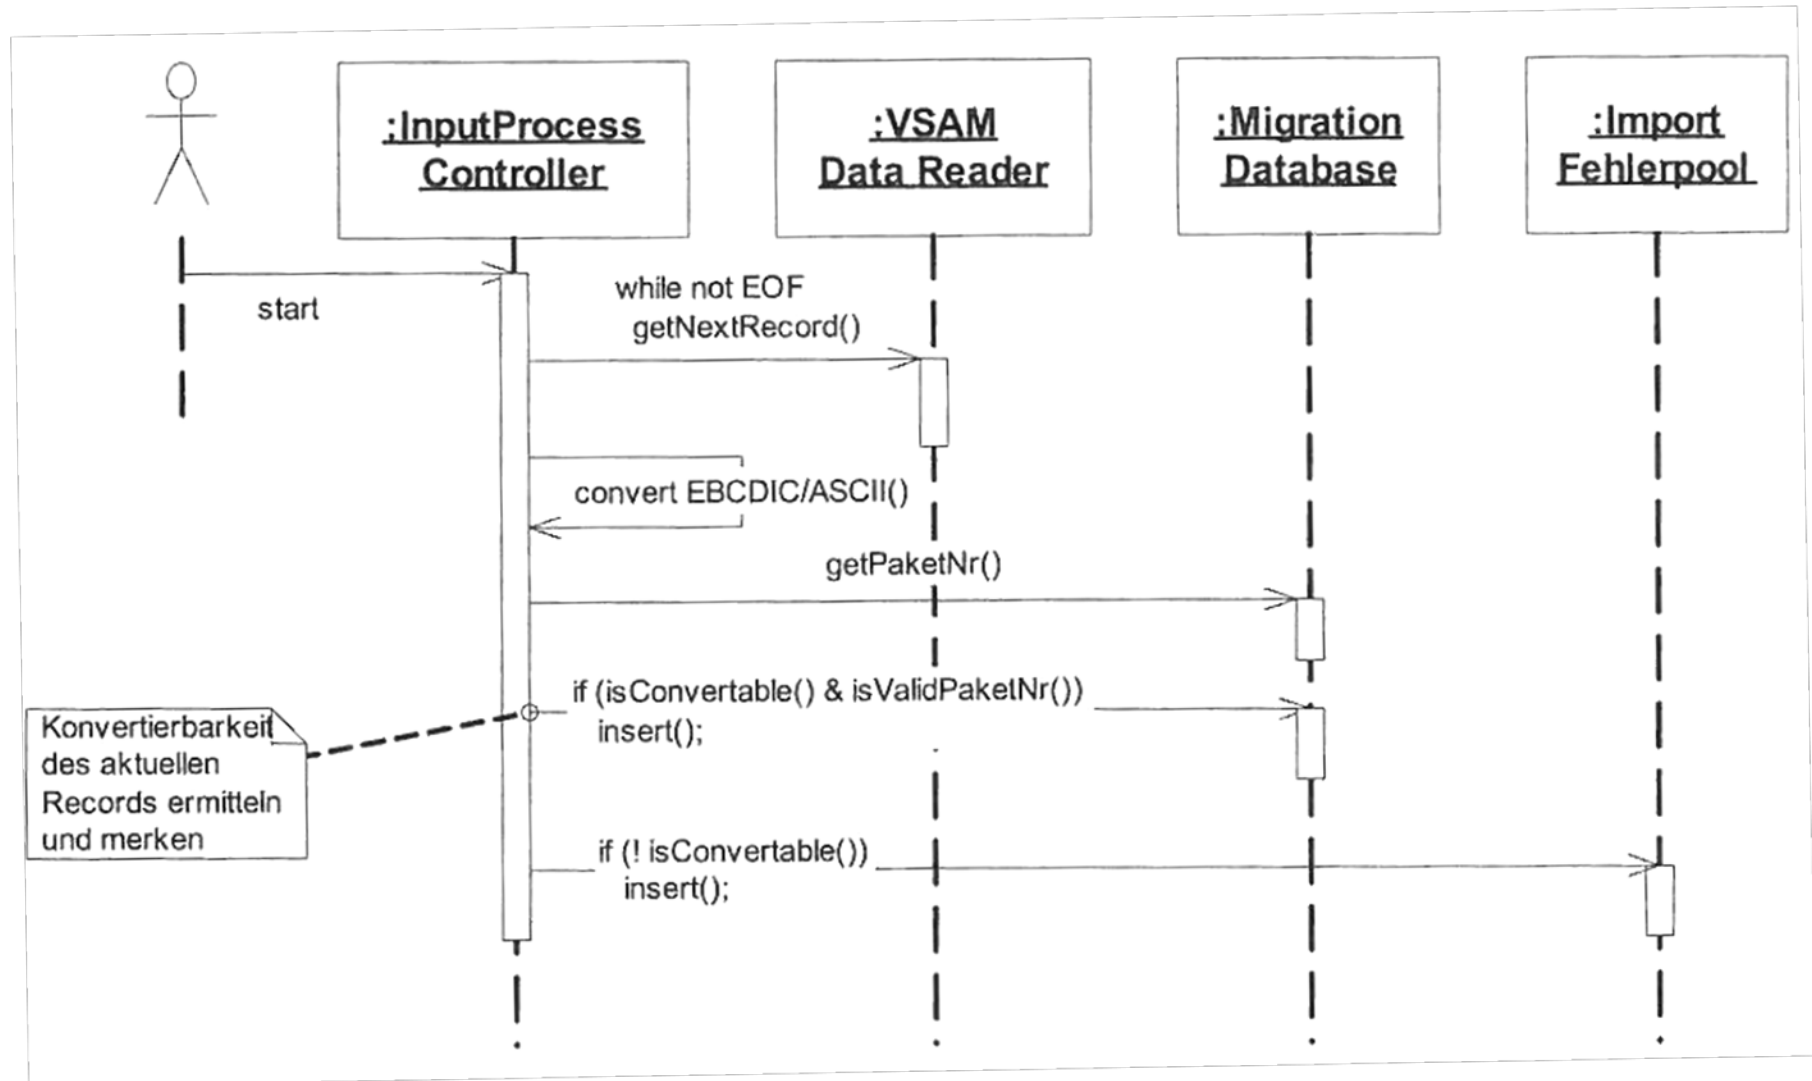 :InputProcess
Controller
:VSAM
Data Reader
:Migration
Database
:Import
Fehlerpool
start
while not EOF
getNextRecord()
convert EBCDIC/ASCII()
getPaketNr()
if (isConvertable() & isValidPaketNr())
insert();
Konvertierbarkeit
des aktuellen
Records ermitteln
und merken
if (! isConvertable())
insert();